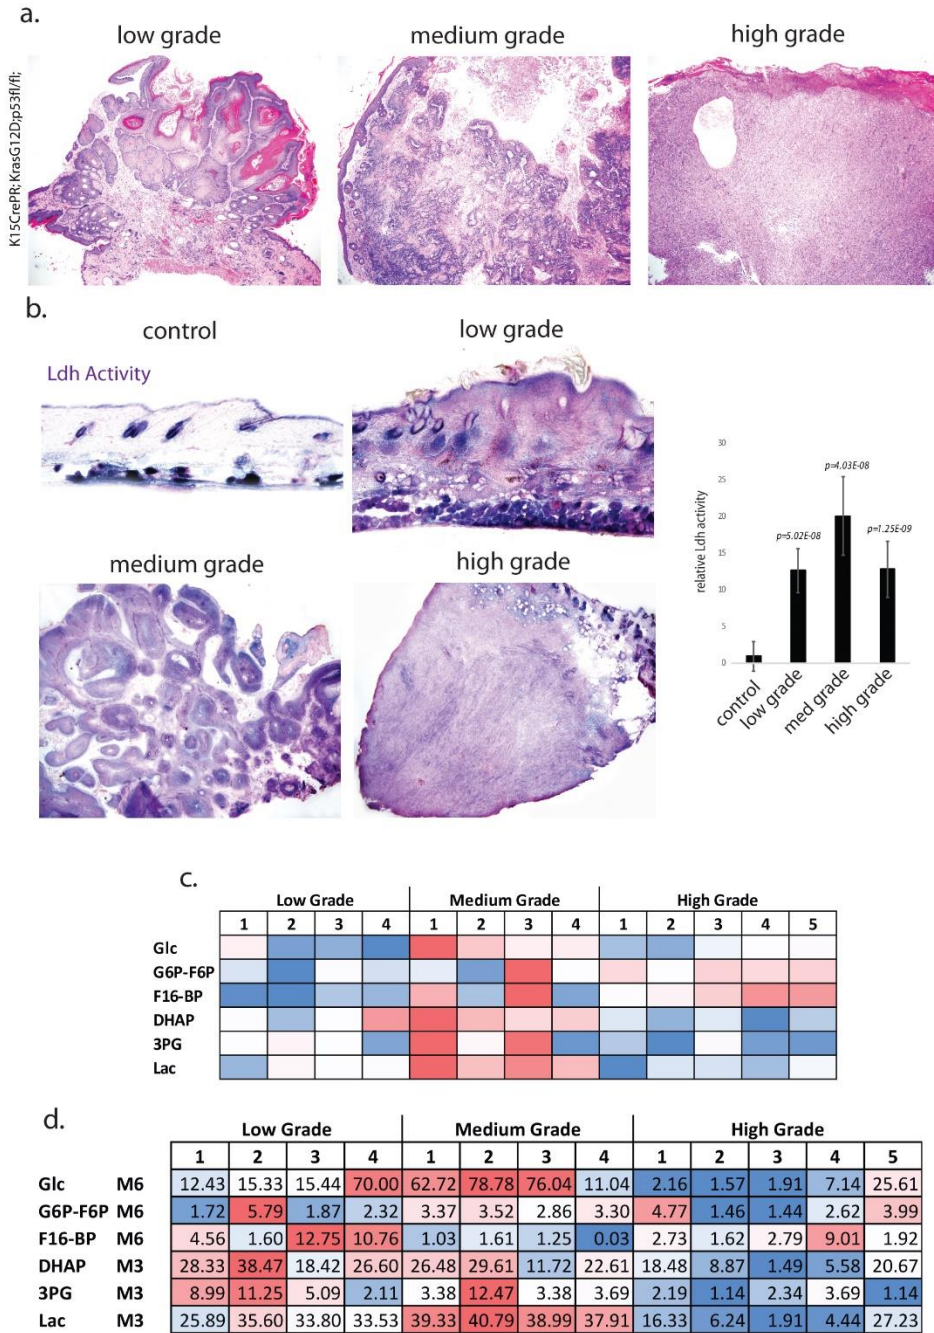 a.
low grade medium grade high grade
K15CrePR; KrasG12D;p53fl/fl;
b.
control low grade
Ldh Activity
medium grade high grade
relative Ldh activity
30
25
20
15
10
5
0
p=5.02E-08
p=4.03E-08
p=1.25E-09
control
low grade
med grade
high grade
c.
Low Grade Medium Grade High Grade
1 2 3 4 1 2 3 4 1 2 3 4 5
Glc
G6P-F6P
F16-BP
DHAP
3PG
Lac
d.
Low Grade Medium Grade High Grade
1 2 3 4 1 2 3 4 1 2 3 4 5
Glc M6 12.43 15.33 15.44 70.00 62.72 78.78 76.04 11.04 2.16 1.57 1.91 7.14 25.61
G6P-F6P M6 1.72 5.79 1.87 2.32 3.37 3.52 2.86 3.30 4.77 1.46 1.44 2.62 3.99
F16-BP M6 4.56 1.60 12.75 10.76 1.03 1.61 1.25 0.03 2.73 1.62 2.79 9.01 1.92
DHAP M3 28.33 38.47 18.42 26.60 26.48 29.61 11.72 22.61 18.48 8.87 1.49 5.58 20.67
3PG M3 8.99 11.25 5.09 2.11 3.38 12.47 3.38 3.69 2.19 1.14 2.34 3.69 1.14
Lac M3 25.89 35.60 33.80 33.53 39.33 40.79 38.99 37.91 16.33 6.24 1.91 4.44 27.23